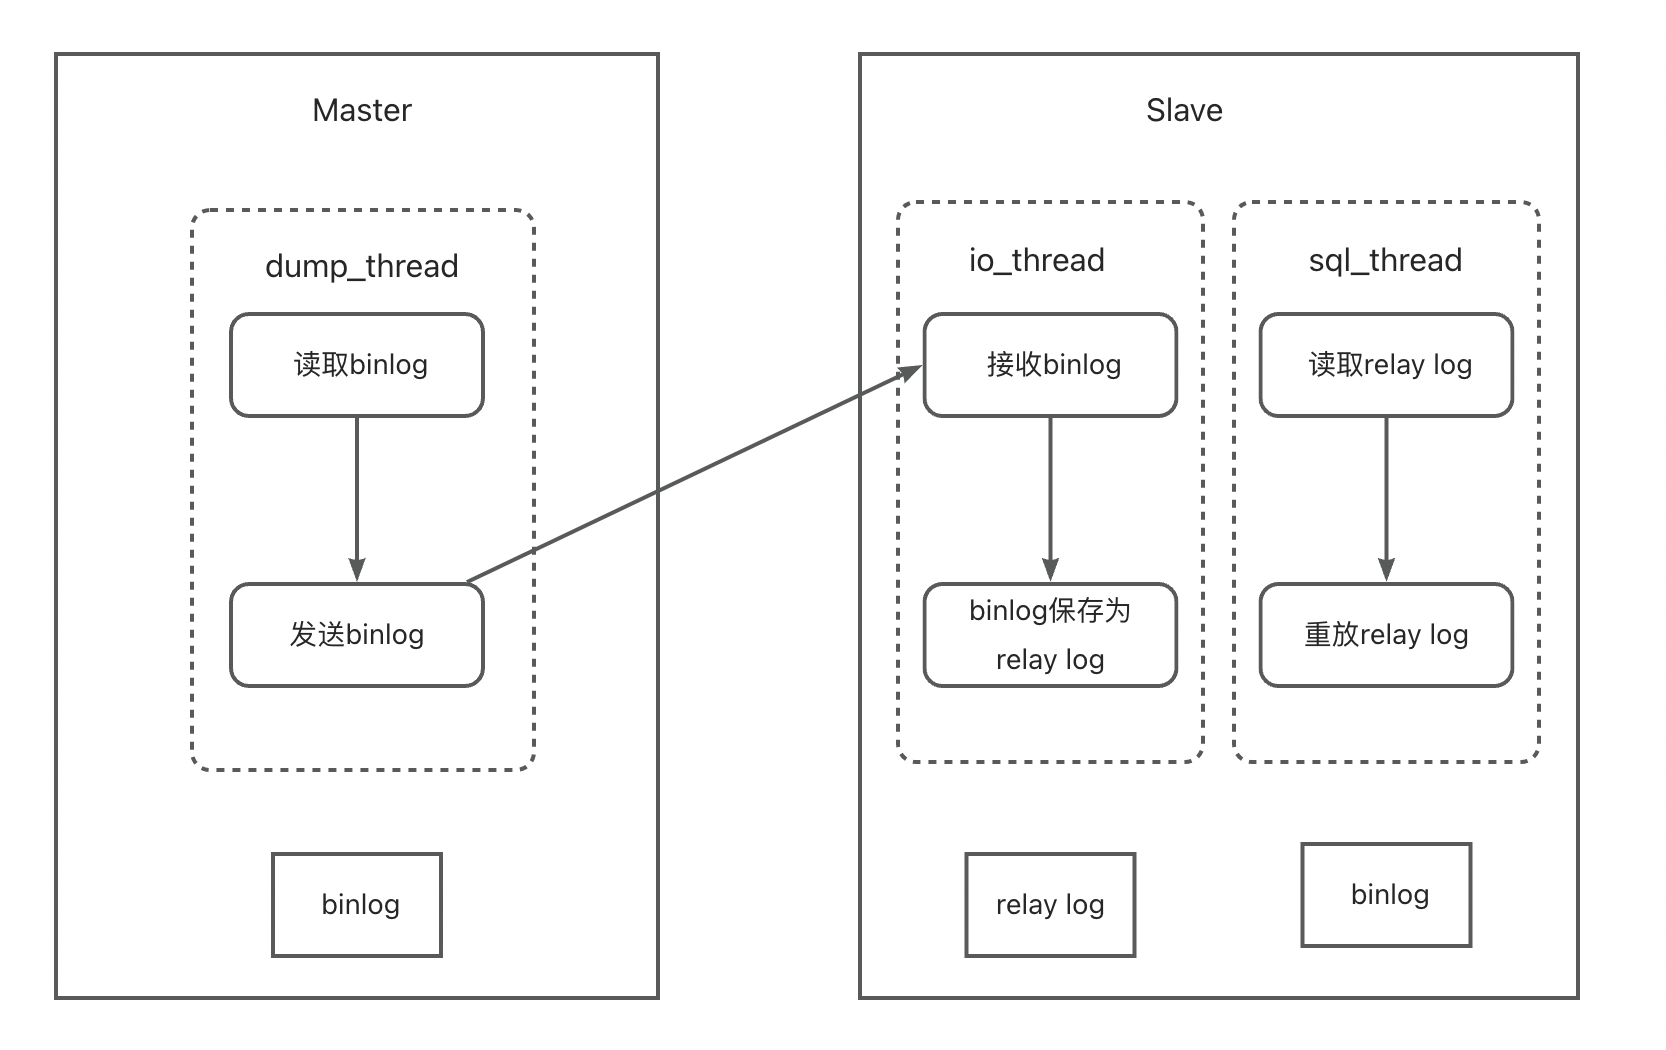 Master
dump_thread
读取binlog
发送binlog
binlog
Slave
io_thread
接收binlog
binlog保存为
relay log
relay log
sql_thread
读取relay log
重放relay log
binlog